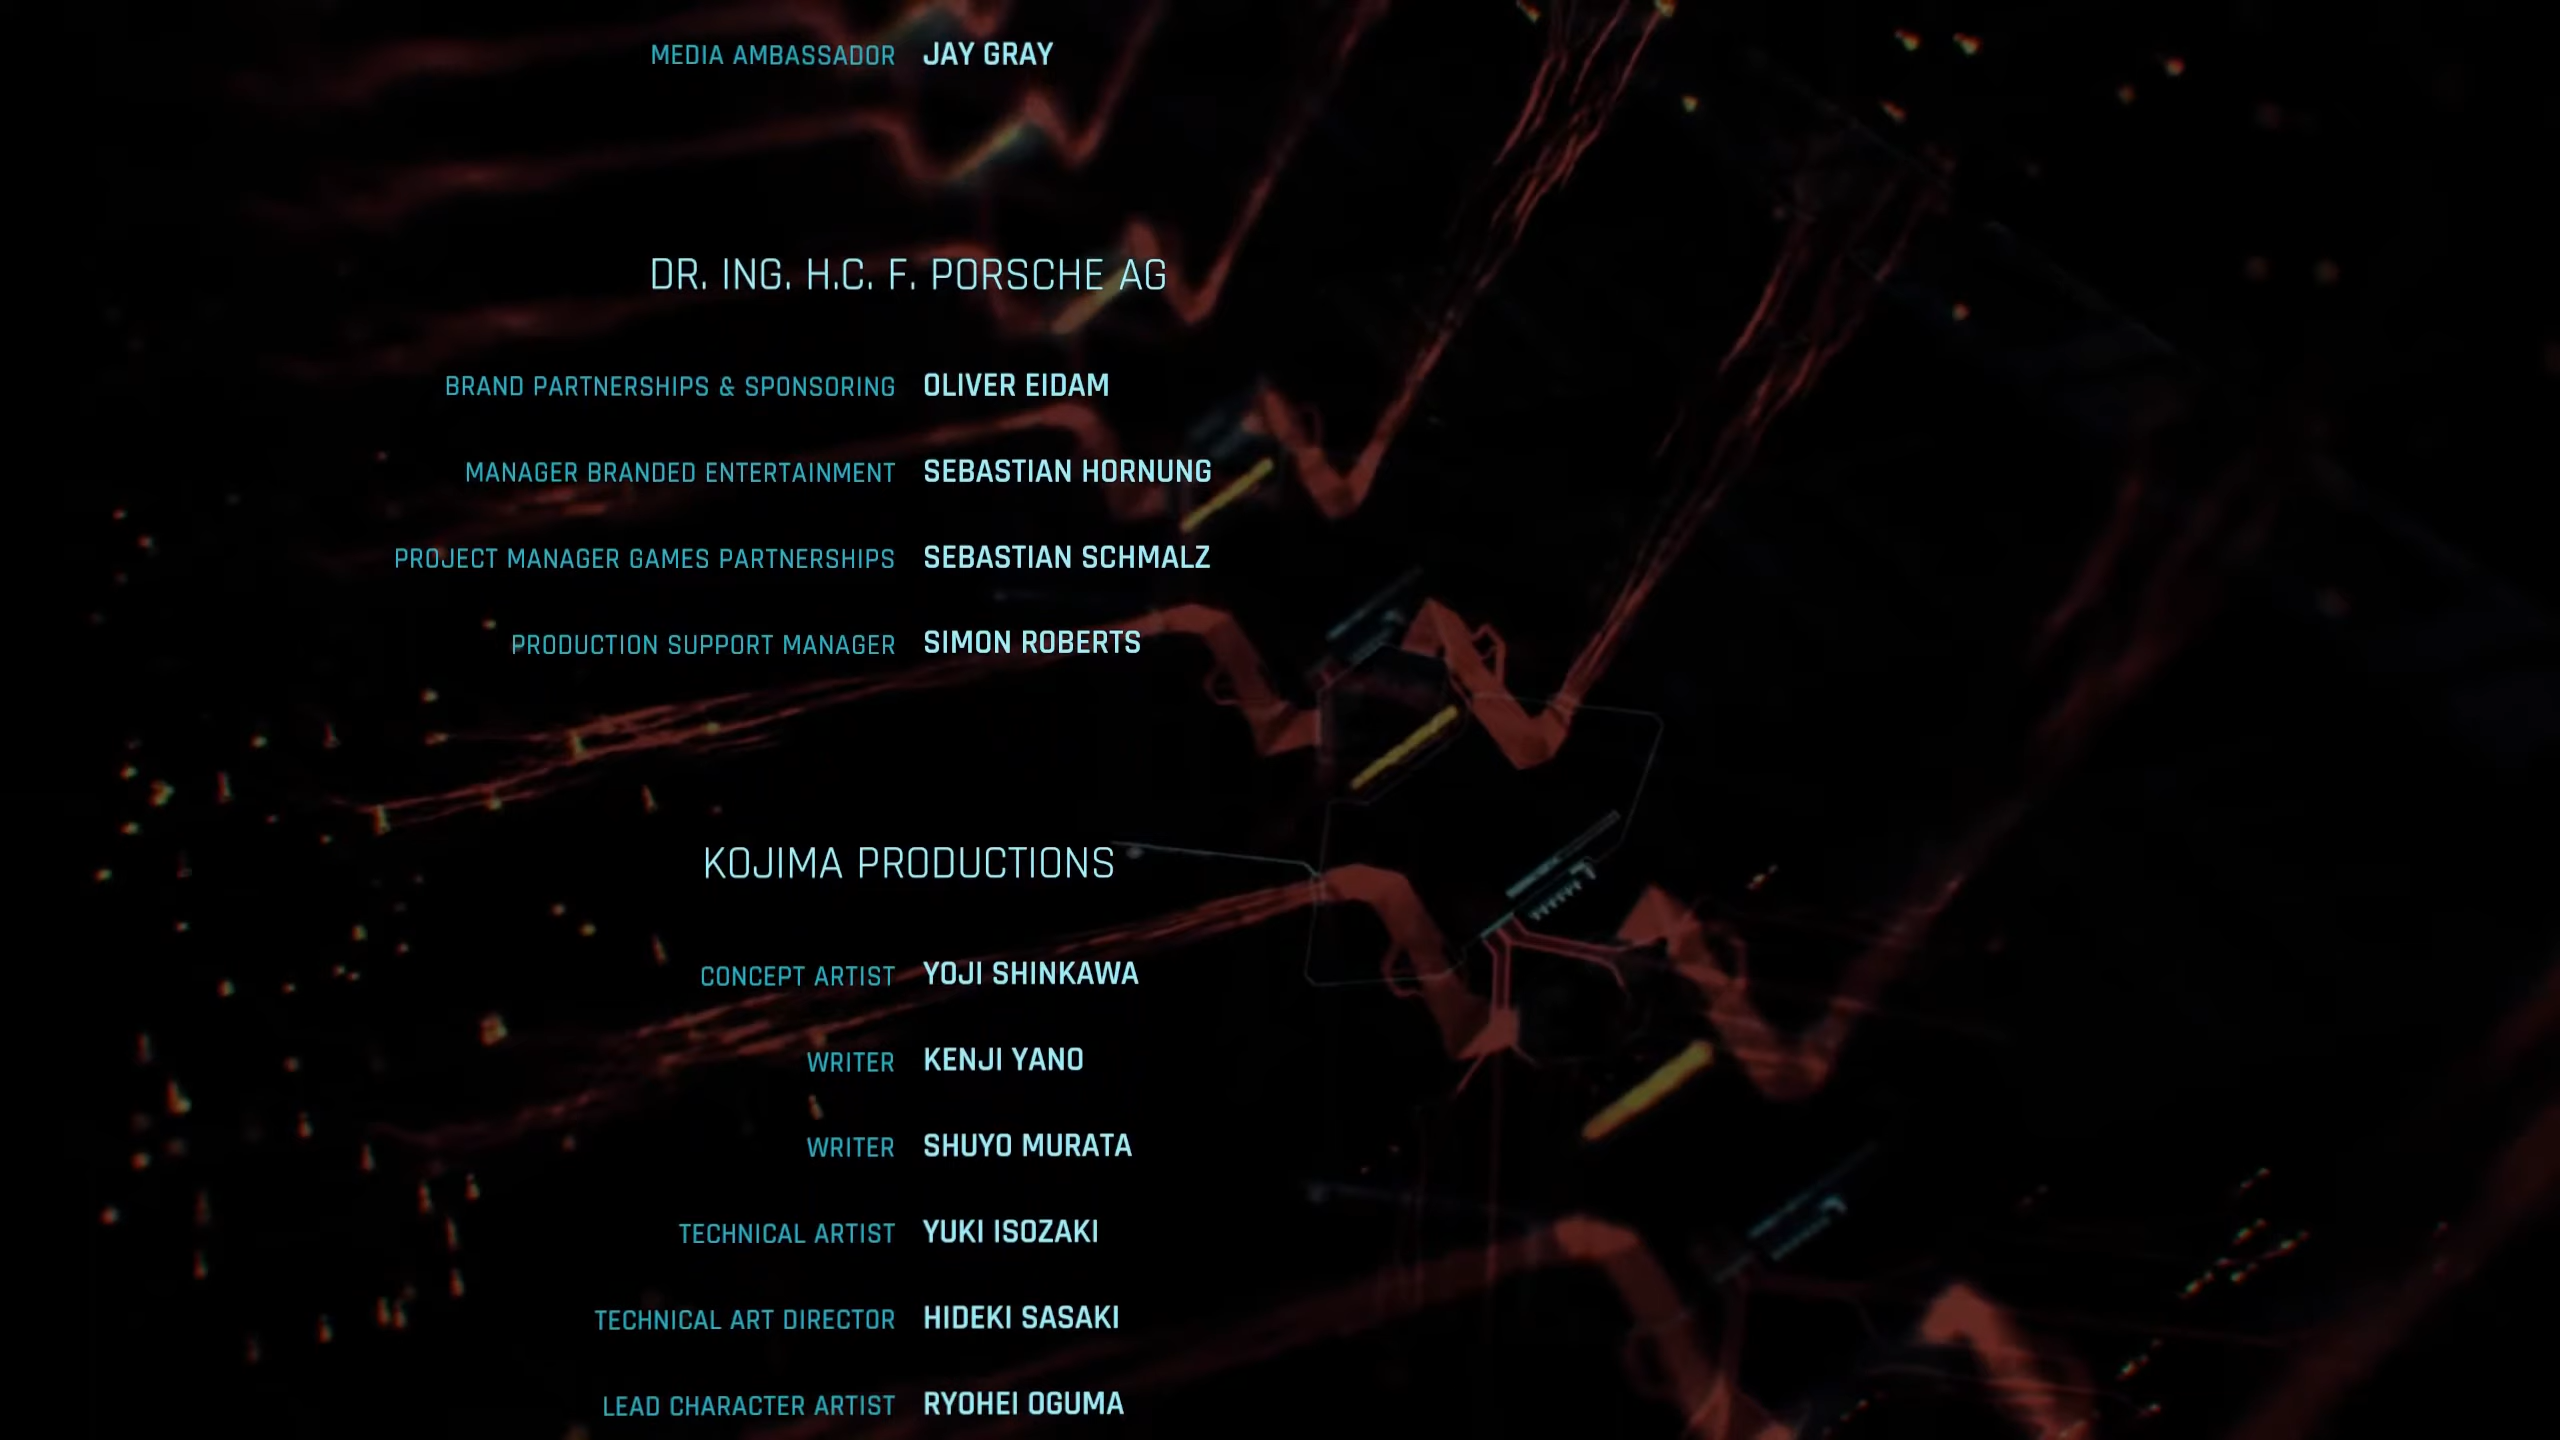 MEDIA AMBASSADOR JAY GRAY
DR. ING. H.C. F. PORSCHE AG
BRAND PARTNERSHIPS & SPONSORING OLIVER EIDAM
MANAGER BRANDED ENTERTAINMENT SEBASTIAN HORNUNG
PROJECT MANAGER GAMES PARTNERSHIPS SEBASTIAN SCHMALZ
PRODUCTION SUPPORT MANAGER SIMON ROBERTS
KOJIMA PRODUCTIONS
CONCEPT ARTIST YOJI SHINKAWA
WRITER KENJI YANO
WRITER SHUYO MURATA
TECHNICAL ARTIST YUKI ISOZAKI
TECHNICAL ART DIRECTOR HIDEKI SASAKI
LEAD CHARACTER ARTIST RYOHEI OGUMA